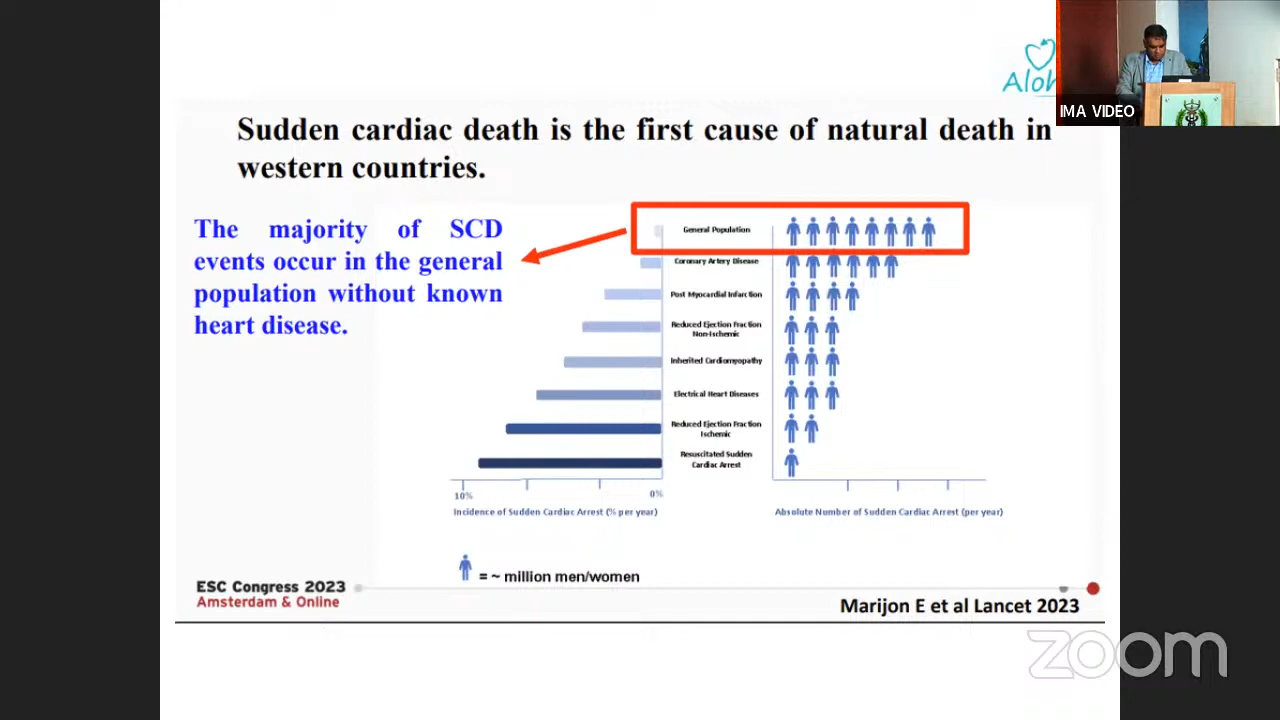 Aloh
IMA VIDEO
Sudden cardiac death is the first cause of natural death in
western countries.
The majority of SCD
events occur in the general
population without known
heart disease.
General Population
Coronary Artery Disease
Post Myocardial Infarction
Reduced Ejection Fraction
Non-Ischemic
Inherited Cardiomyopathy
Electrical Heart Diseases
Reduced Ejection Fraction
Ischemic
Resuscitated Sudden
Cardiac Arrest
10%
0%
Incidence of Sudden Cardiac Arrest (% per year)
Absolute Number of Sudden Cardiac Arrest (per year)
= ~ million men/women
ESC Congress 2023
Amsterdam & Online
Marijon E et al Lancet 2023
zoom